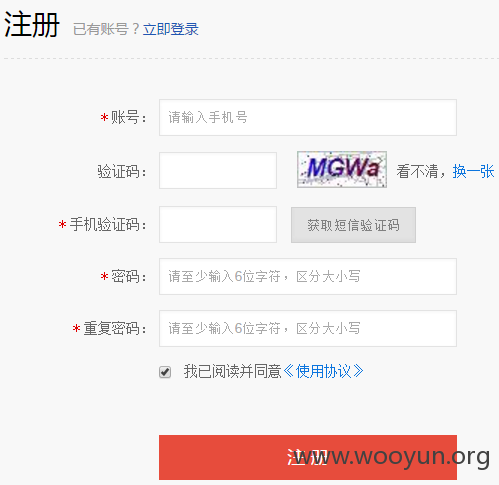 注册 已有账号？立即登录
*账号： 请输入手机号
验证码： MGWa 看不清，换一张
*手机验证码： 获取短信验证码
*密码： 请至少输入6位字符，区分大小写
*重复密码： 请至少输入6位字符，区分大小写
我已阅读并同意《使用协议》
注册
www.wooyun.org